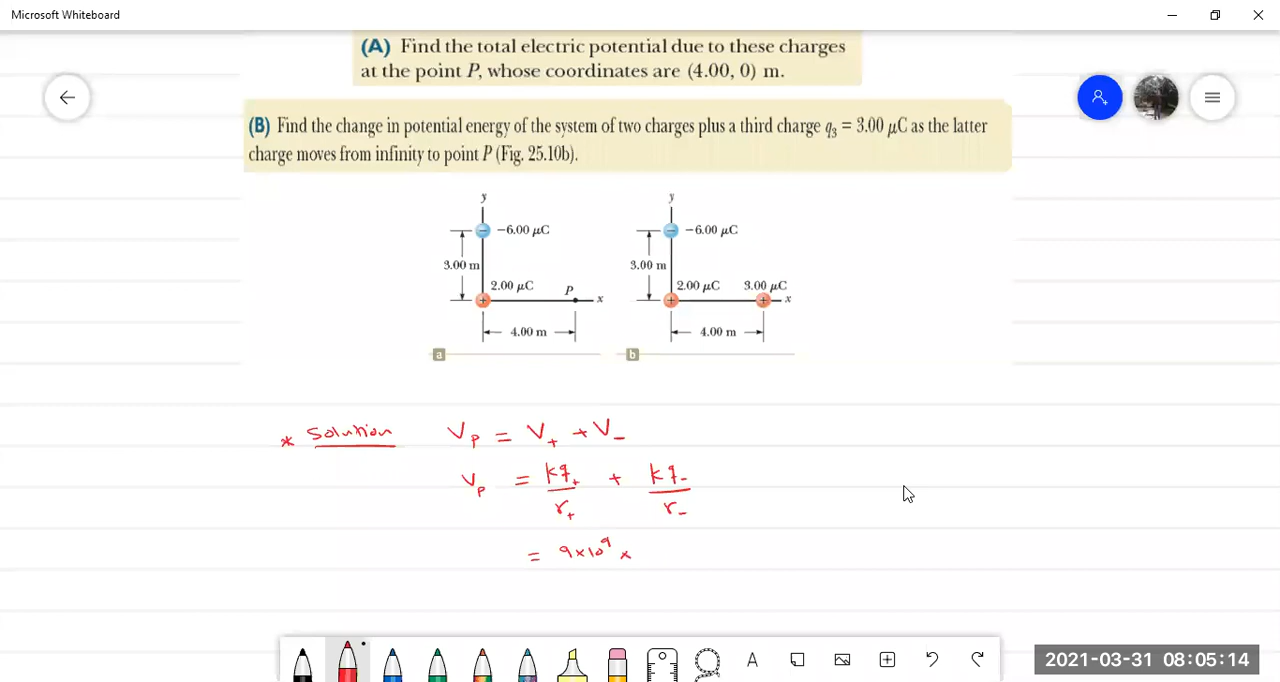 Microsoft Whiteboard
(A) Find the total electric potential due to these charges
at the point P, whose coordinates are (4.00, 0) m.
(B) Find the change in potential energy of the system of two charges plus a third charge q₃ = 3.00 μC as the latter
charge moves from infinity to point P (Fig. 25.10b).
y
−6.00 μC
3.00 m
2.00 μC
P
x
4.00 m
a
y
−6.00 μC
3.00 m
2.00 μC
3.00 μC
x
4.00 m
b
* Solution V_P = V₊ + V₋
V_P = kq₊/r₊ + kq₋/r₋
= 9×10⁹ ×
A
2021-03-31 08:05:14